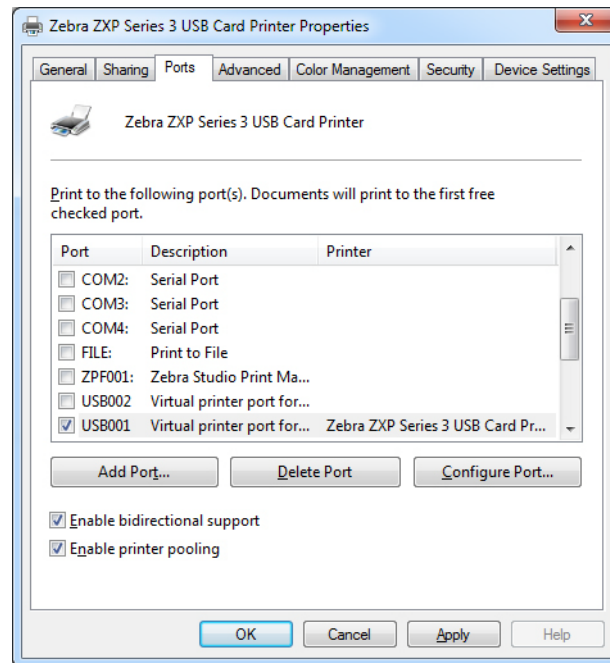 Zebra ZXP Series 3 USB Card Printer Properties
General Sharing Ports Advanced Color Management Security Device Settings
Zebra ZXP Series 3 USB Card Printer
Print to the following port(s). Documents will print to the first free
checked port.
Port Description Printer
COM2: Serial Port
COM3: Serial Port
COM4: Serial Port
FILE: Print to File
ZPF001: Zebra Studio Print Ma...
USB002 Virtual printer port for...
USB001 Virtual printer port for... Zebra ZXP Series 3 USB Card Pr...
Add Port... Delete Port Configure Port...
Enable bidirectional support
Enable printer pooling
OK Cancel Apply Help